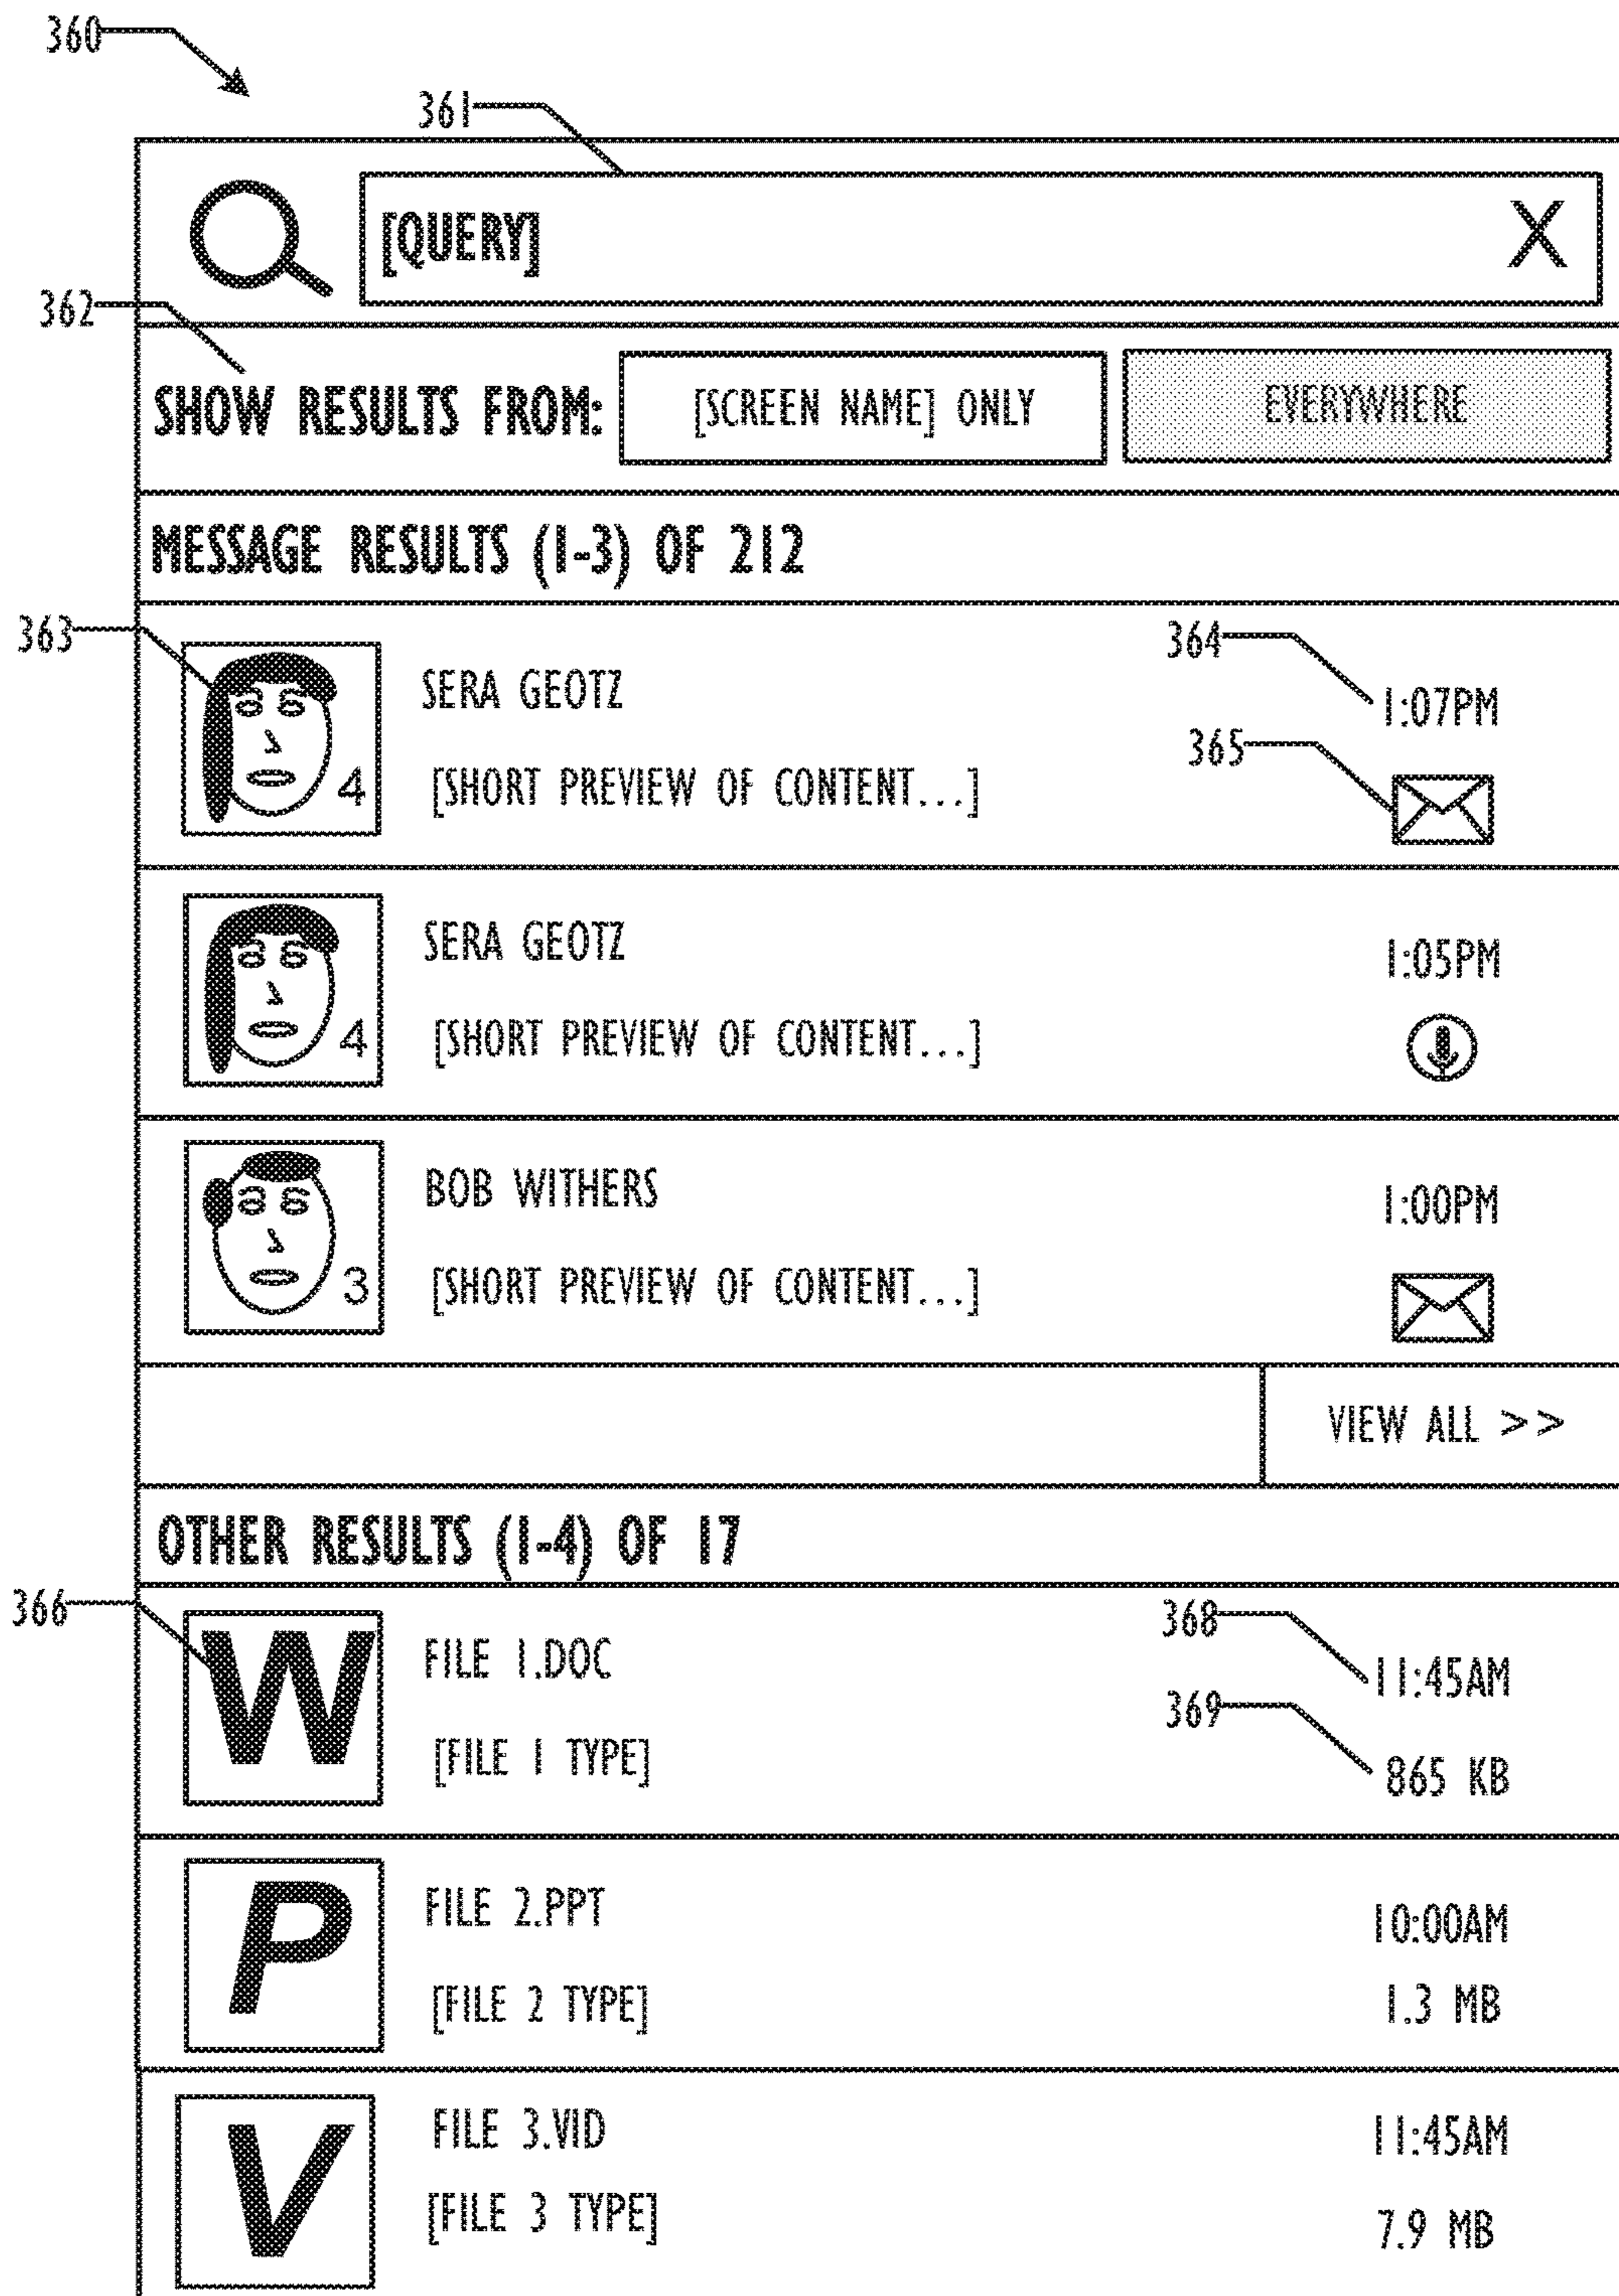 360
361
[QUERY] X
362
SHOW RESULTS FROM: [SCREEN NAME] ONLY EVERYWHERE
MESSAGE RESULTS (1-3) OF 212
363
SERA GEOTZ
364
1:07PM
365
4
[SHORT PREVIEW OF CONTENT...]
SERA GEOTZ
1:05PM
4
[SHORT PREVIEW OF CONTENT...]
BOB WITHERS
1:00PM
3
[SHORT PREVIEW OF CONTENT...]
VIEW ALL >>
OTHER RESULTS (1-4) OF 17
366
W
FILE 1.DOC
368
11:45AM
369
[FILE 1 TYPE]
865 KB
P
FILE 2.PPT
10:00AM
[FILE 2 TYPE]
1.3 MB
V
FILE 3.VID
11:45AM
[FILE 3 TYPE]
7.9 MB